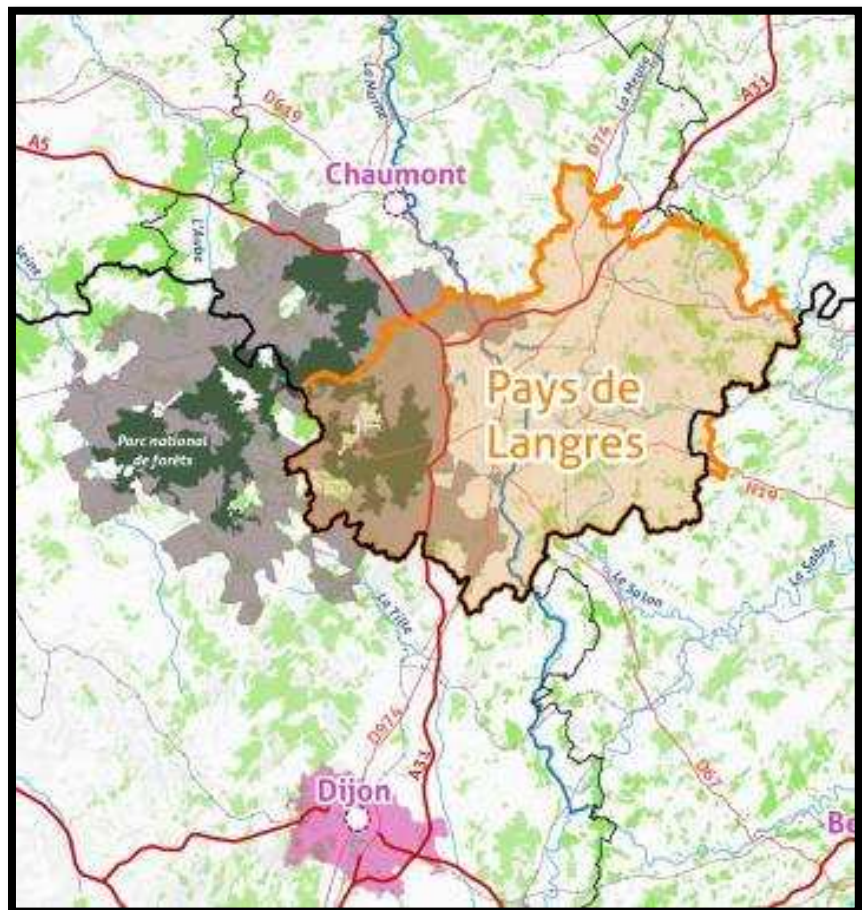 A31
La Meuse
D74
La Marne
D619
A5
Chaumont
L'Aube
Seine
Pays de
Langres
Parc national
de forêts
N19
La Saône
Le Salon
La Tille
D974
A31
D67
Dijon
Be